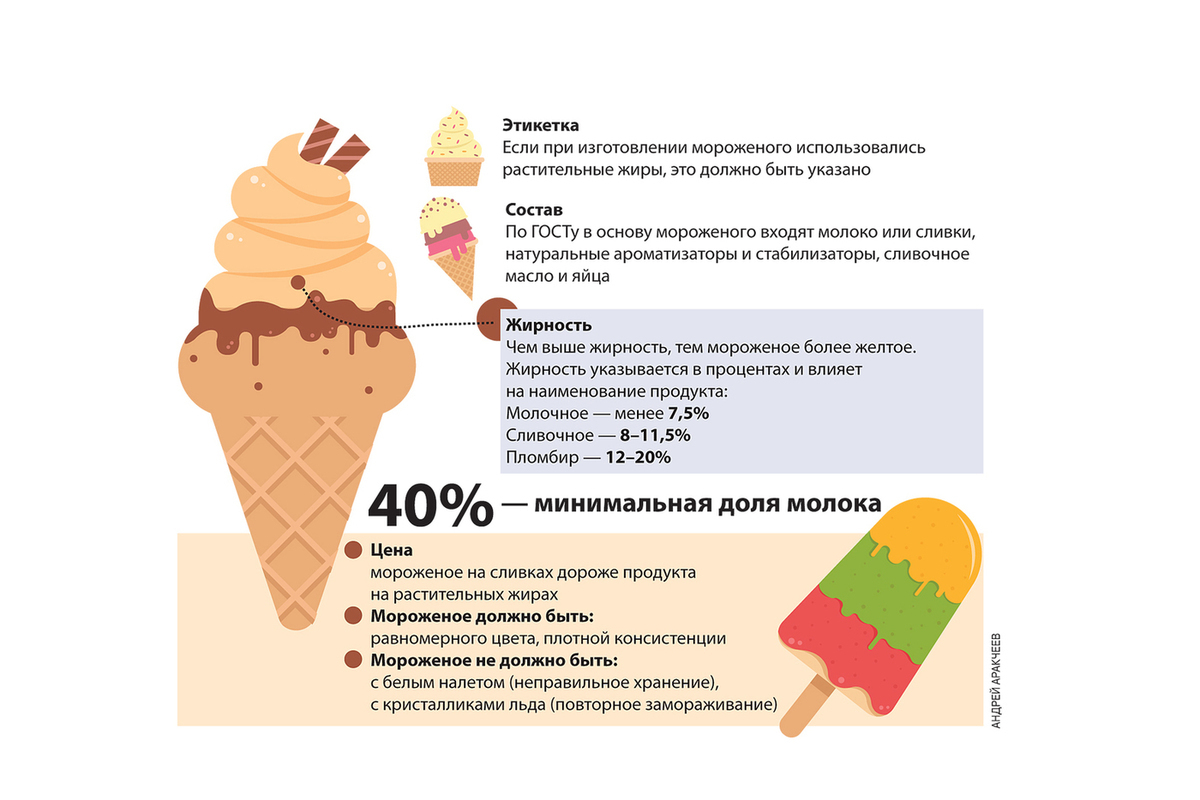 Этикетка
Если при изготовлении мороженого использовались
растительные жиры, это должно быть указано
Состав
По ГОСТу в основу мороженого входят молоко или сливки,
натуральные ароматизаторы и стабилизаторы, сливочное
масло и яйца
Жирность
Чем выше жирность, тем мороженое более желтое.
Жирность указывается в процентах и влияет
на наименование продукта:
Молочное — менее 7,5%
Сливочное — 8–11,5%
Пломбир — 12–20%
40% — минимальная доля молока
Цена
мороженое на сливках дороже продукта
на растительных жирах
Мороженое должно быть:
равномерного цвета, плотной консистенции
Мороженое не должно быть:
с белым налетом (неправильное хранение),
с кристалликами льда (повторное замораживание)
АНДРЕЙ АРАКЧЕЕВ